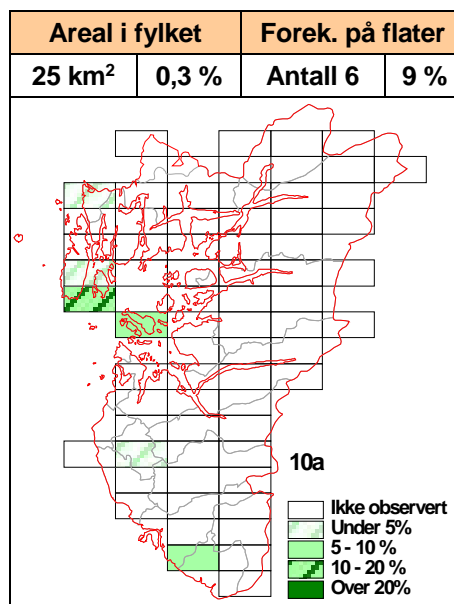 Areal i fylket Forek. på flater
25 km² 0,3 % Antall 6 9 %
10a
Ikke observert
Under 5%
5 - 10 %
10 - 20 %
Over 20%